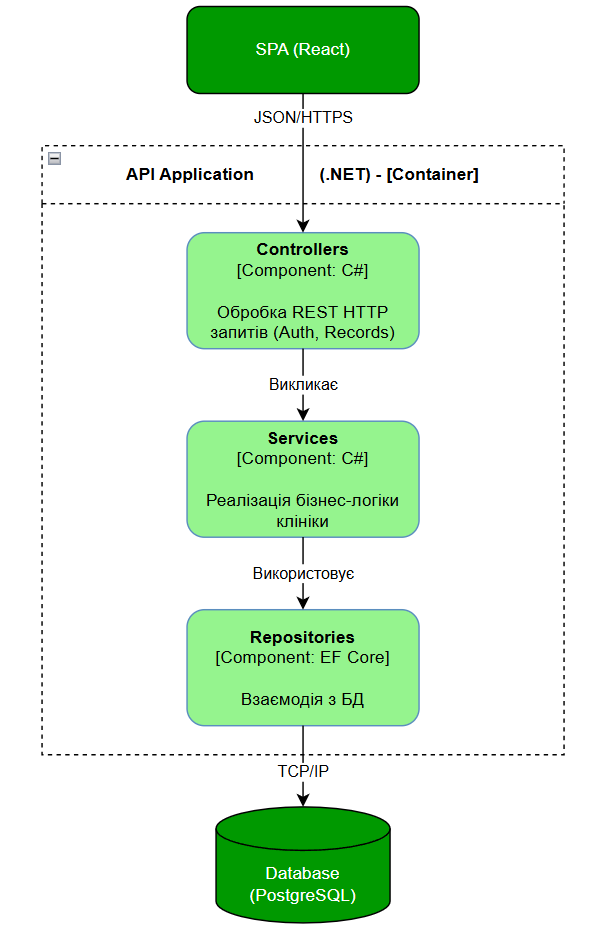 SPA (React)
JSON/HTTPS
API Application (.NET) - [Container]
Controllers
[Component: C#]
Обробка REST HTTP
запитів (Auth, Records)
Викликає
Services
[Component: C#]
Реалізація бізнес-логіки
клініки
Використовує
Repositories
[Component: EF Core]
Взаємодія з БД
TCP/IP
Database
(PostgreSQL)